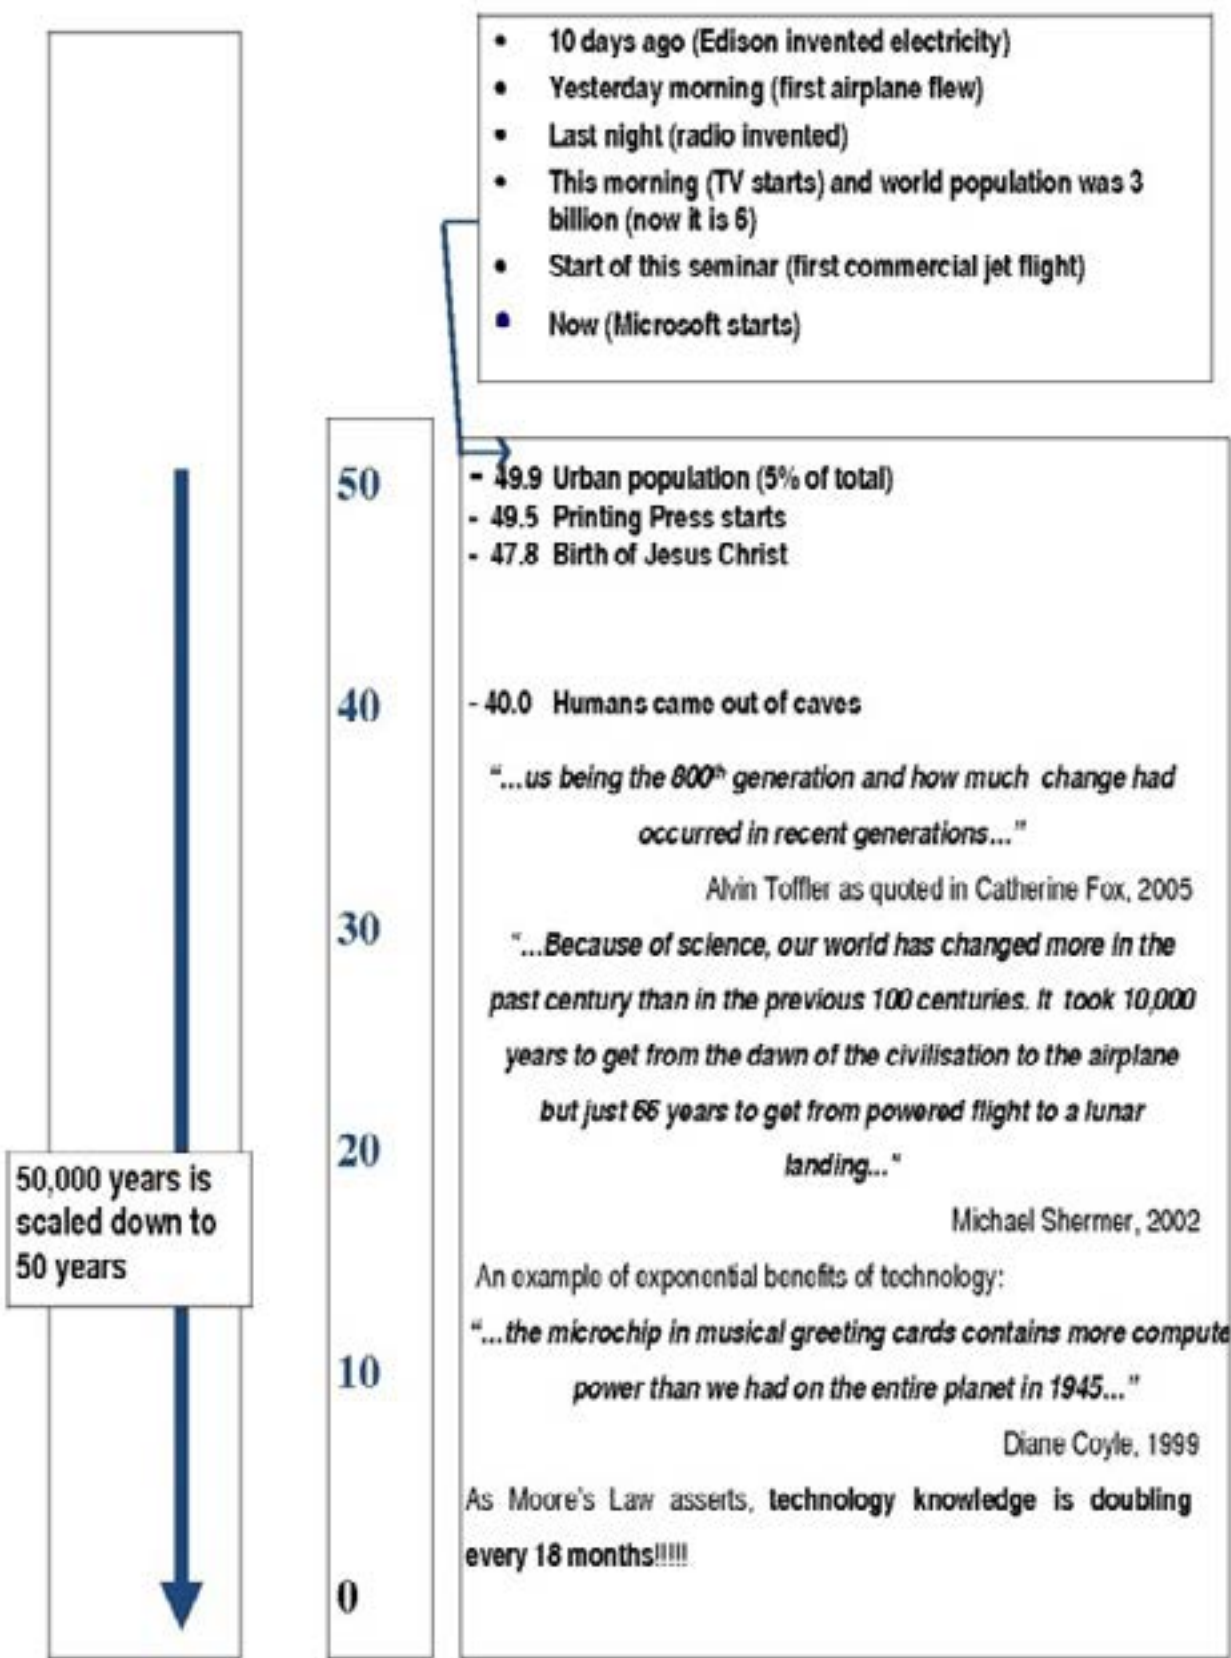 • 10 days ago (Edison invented electricity)
• Yesterday morning (first airplane flew)
• Last night (radio invented)
• This morning (TV starts) and world population was 3
billion (now it is 6)
• Start of this seminar (first commercial jet flight)
• Now (Microsoft starts)
50
- 49.9 Urban population (5% of total)
- 49.5 Printing Press starts
- 47.8 Birth of Jesus Christ
40
- 40.0 Humans came out of caves
"...us being the 800th generation and how much change had
occurred in recent generations..."
Alvin Toffler as quoted in Catherine Fox, 2005
30
"...Because of science, our world has changed more in the
past century than in the previous 100 centuries. It took 10,000
years to get from the dawn of the civilisation to the airplane
but just 66 years to get from powered flight to a lunar
landing..."
20
50,000 years is
scaled down to
50 years
Michael Shermer, 2002
An example of exponential benefits of technology:
"...the microchip in musical greeting cards contains more compute
10
power than we had on the entire planet in 1945..."
Diane Coyle, 1999
As Moore's Law asserts, technology knowledge is doubling
every 18 months!!!!!
0